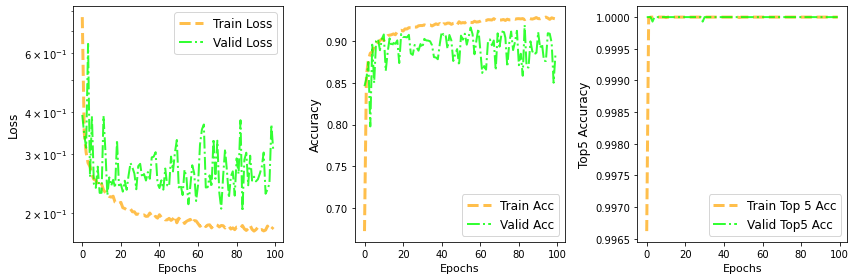 Train Loss
Valid Loss
6 × 10⁻¹
4 × 10⁻¹
3 × 10⁻¹
2 × 10⁻¹
Loss
0 20 40 60 80 100
Epochs
0.90
0.85
0.80
0.75
0.70
Accuracy
Train Acc
Valid Acc
0 20 40 60 80 100
Epochs
1.0000
0.9995
0.9990
0.9985
0.9980
0.9975
0.9970
0.9965
Top5 Accuracy
Train Top 5 Acc
Valid Top5 Acc
0 20 40 60 80 100
Epochs